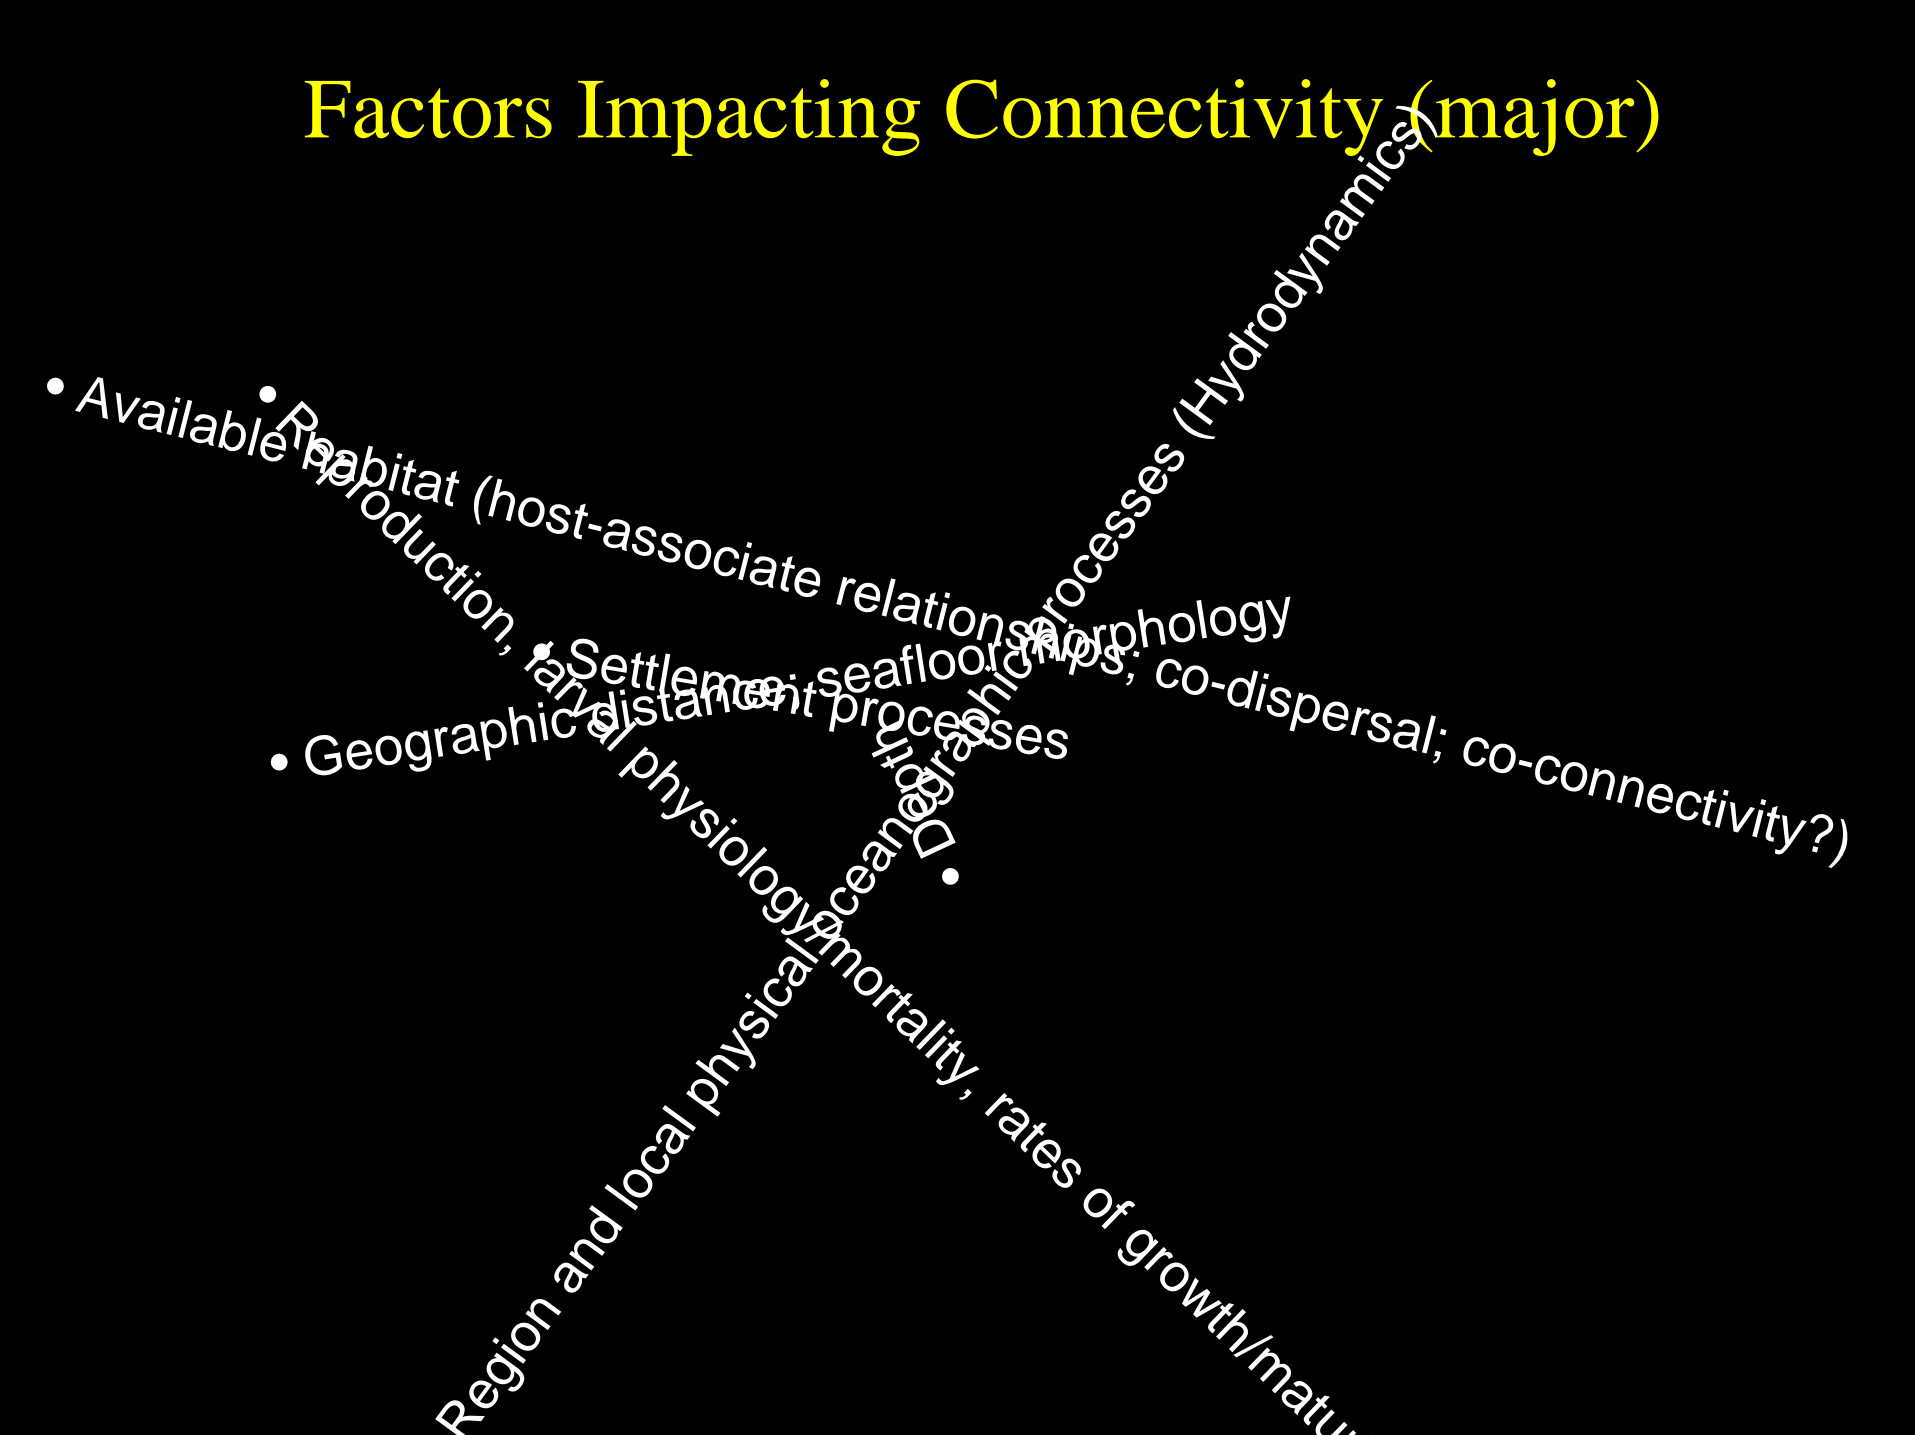 Factors Impacting Connectivity (major)
• Available habitat (host-associate relationships; co-dispersal; co-connectivity?)
• Reproduction, larval physiology/mortality, rates of growth/matu
• Settlement processes
• Geographic distance, seafloor morphology
• Depth
Region and local physical oceanographic processes (Hydrodynamics)